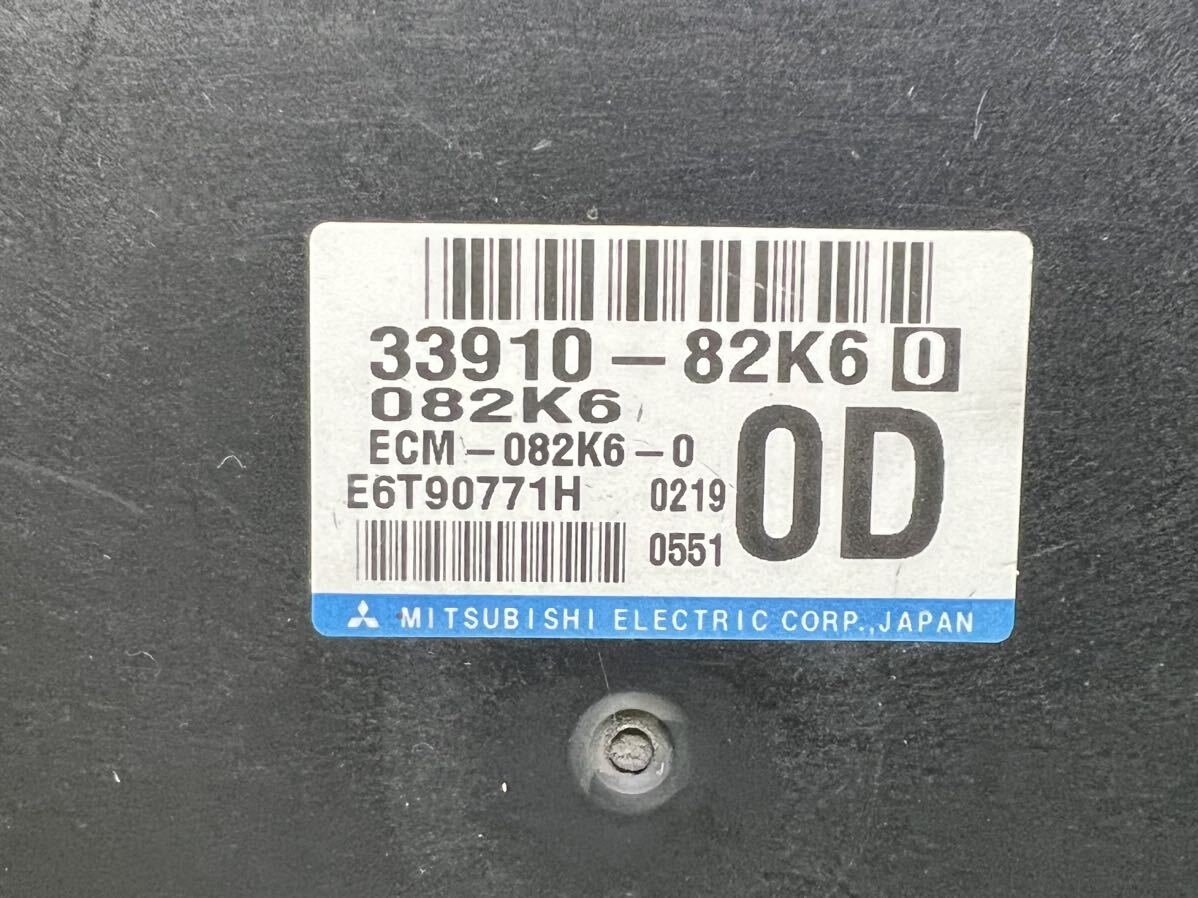 33910-82K6 0
082K6
ECM-082K6-0
0D
E6T90771H 0219
0551
MITSUBISHI ELECTRIC CORP.,JAPAN